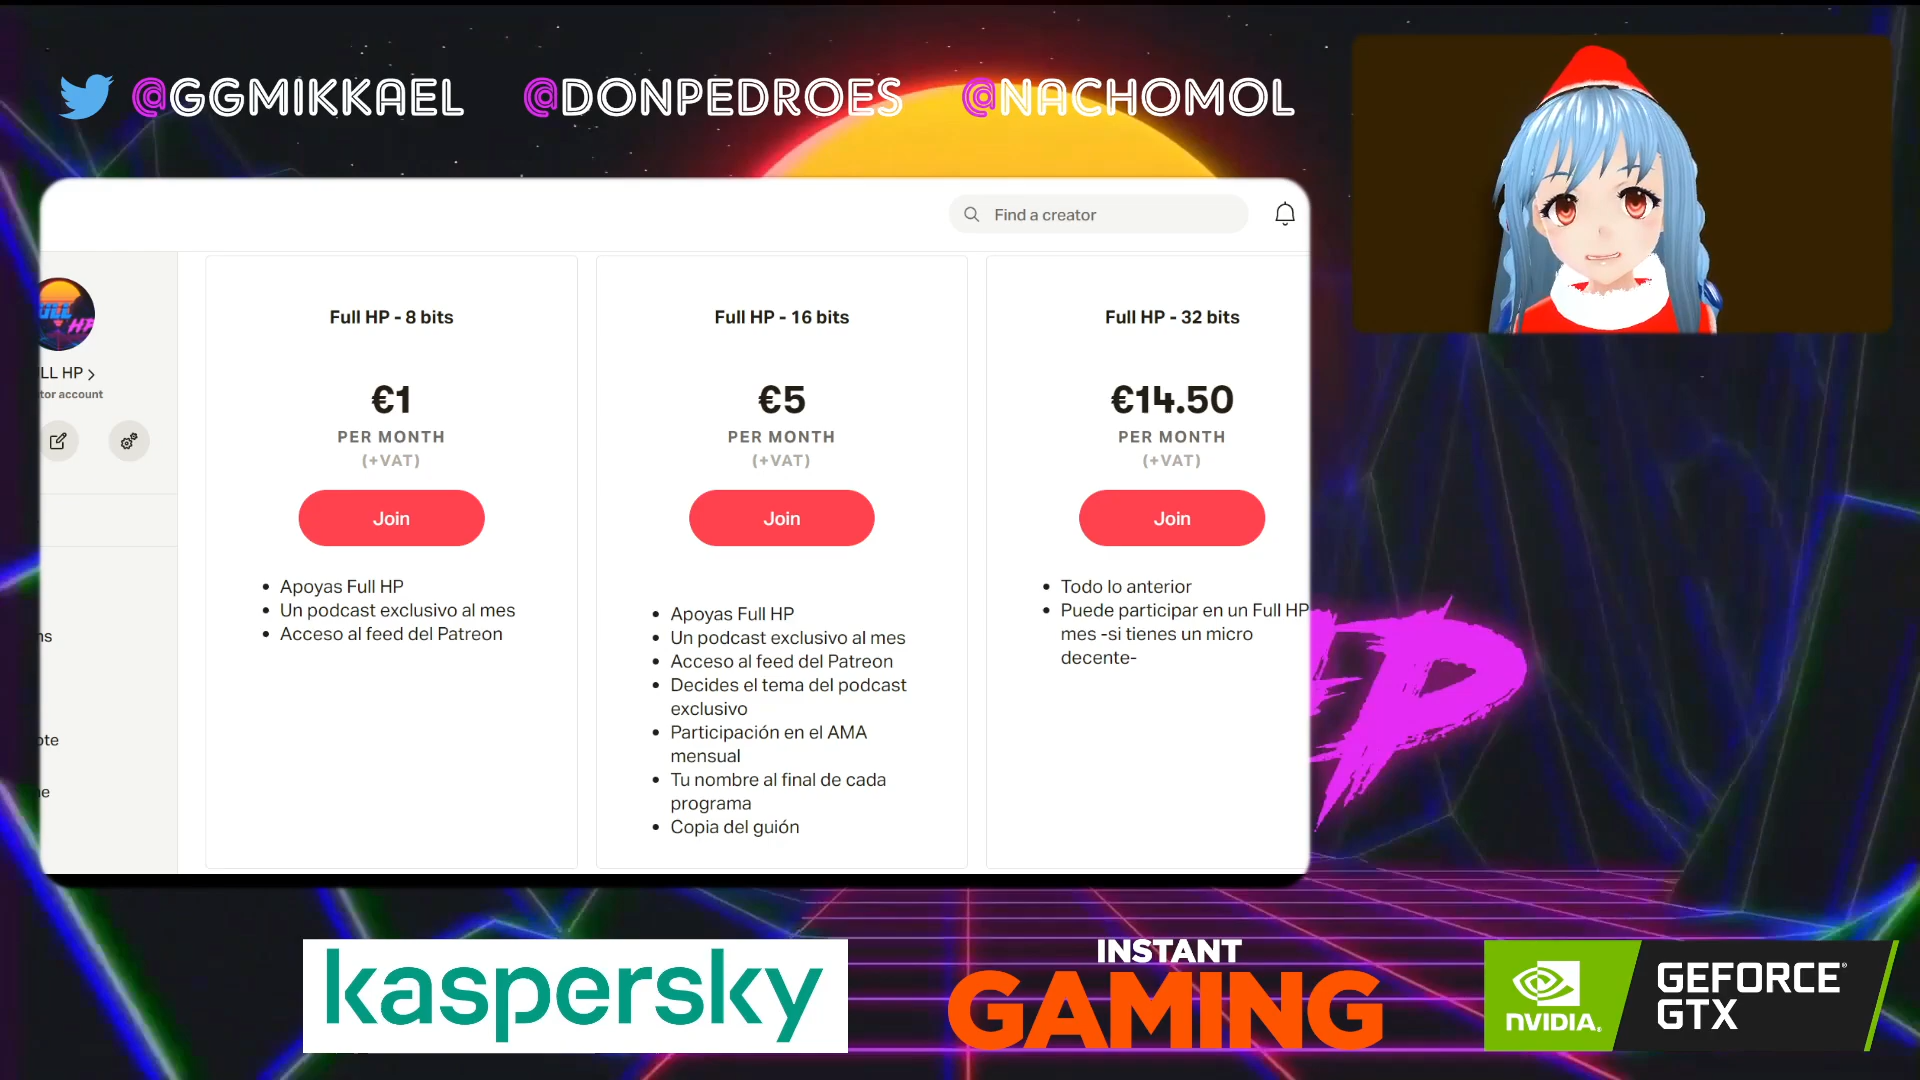 @GGMIKKAEL @DONPEDROES @NACHOMOL
Find a creator
LL HP
tor account
Full HP - 8 bits
€1
PER MONTH
(+VAT)
Join
Apoyas Full HP
Un podcast exclusivo al mes
Acceso al feed del Patreon
Full HP - 16 bits
€5
PER MONTH
(+VAT)
Join
Apoyas Full HP
Un podcast exclusivo al mes
Acceso al feed del Patreon
Decides el tema del podcast
exclusivo
Participación en el AMA
mensual
Tu nombre al final de cada
programa
Copia del guión
Full HP - 32 bits
€14.50
PER MONTH
(+VAT)
Join
Todo lo anterior
Puede participar en un Full HP
mes -si tienes un micro
decente-
HP
kaspersky
INSTANT
GAMING
NVIDIA.
GEFORCE
GTX